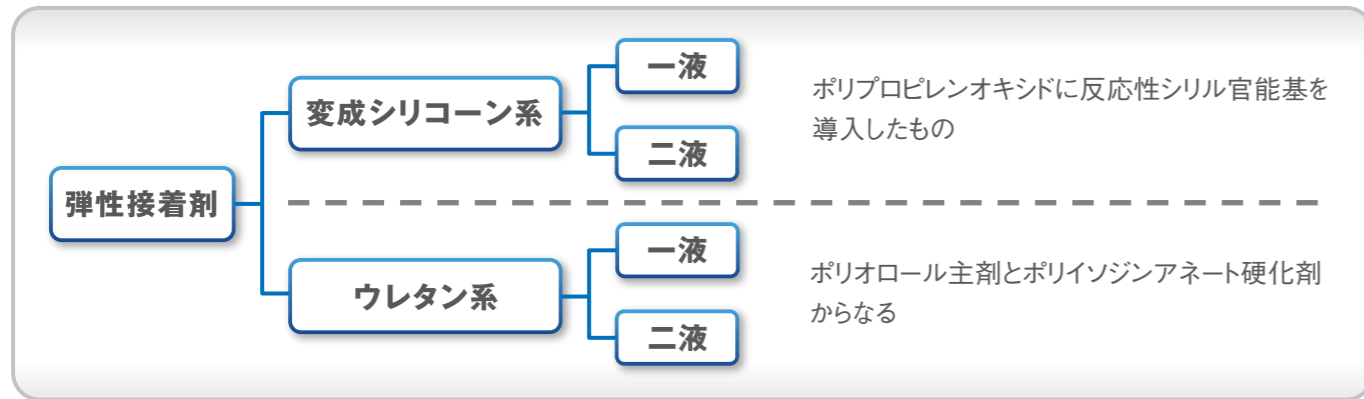 弾性接着剤
変成シリコーン系
一液
二液
ポリプロピレンオキシドに反応性シリル官能基を
導入したもの
ウレタン系
一液
二液
ポリオロール主剤とポリイソジンアネート硬化剤
からなる